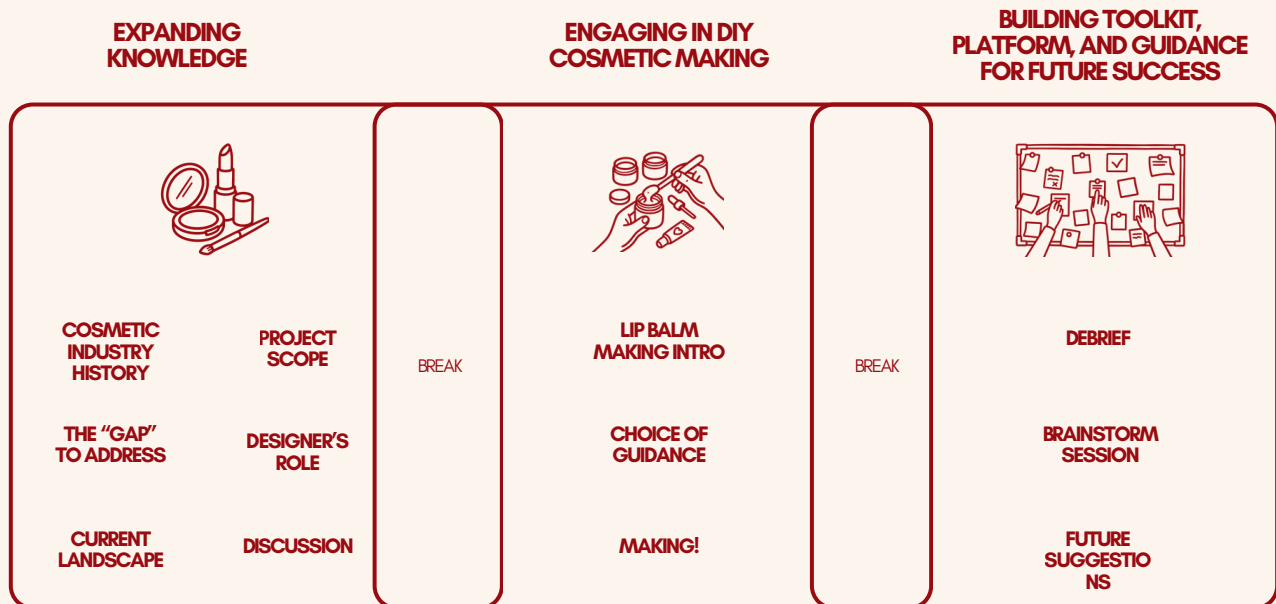 EXPANDING
KNOWLEDGE
ENGAGING IN DIY
COSMETIC MAKING
BUILDING TOOLKIT,
PLATFORM, AND GUIDANCE
FOR FUTURE SUCCESS
COSMETIC
INDUSTRY
HISTORY
PROJECT
SCOPE
THE “GAP”
TO ADDRESS
DESIGNER’S
ROLE
CURRENT
LANDSCAPE
DISCUSSION
BREAK
LIP BALM
MAKING INTRO
CHOICE OF
GUIDANCE
MAKING!
BREAK
DEBRIEF
BRAINSTORM
SESSION
FUTURE
SUGGESTIO
NS